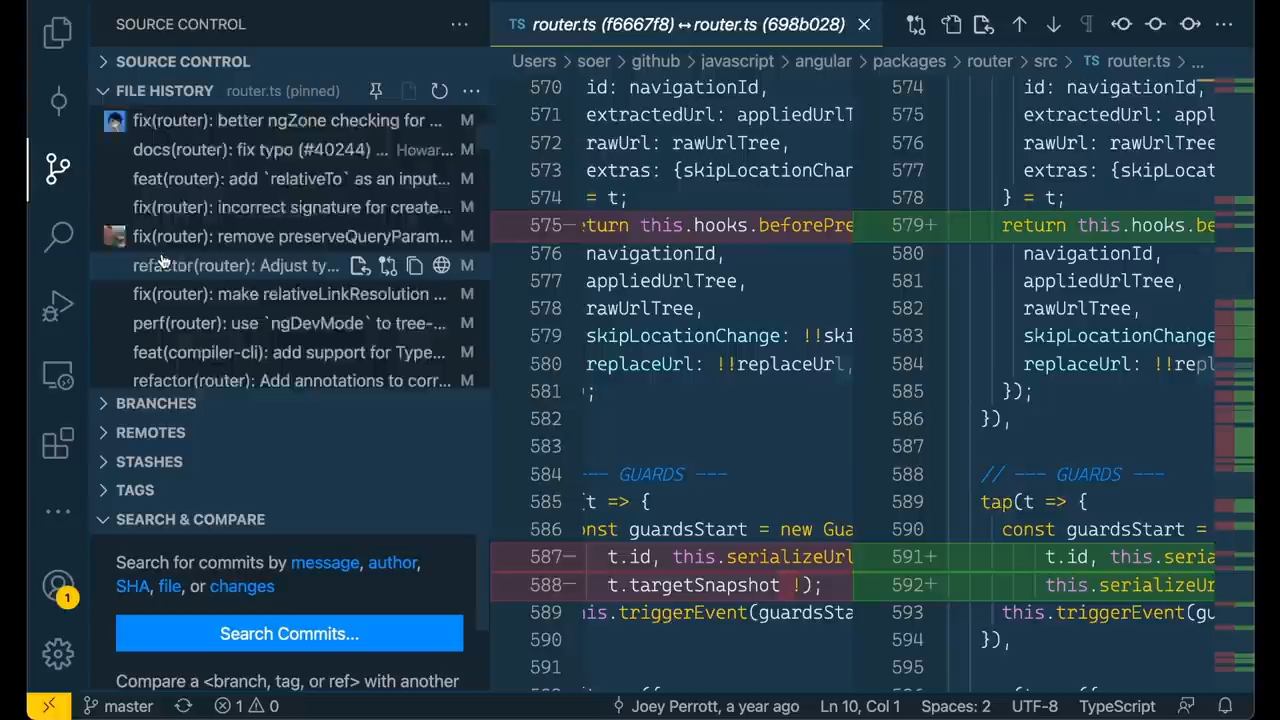 SOURCE CONTROL
SOURCE CONTROL
FILE HISTORY router.ts (pinned)
fix(router): better ngZone checking for ... M
docs(router): fix typo (#40244) ... Howar... M
feat(router): add `relativeTo` as an input... M
fix(router): incorrect signature for create... M
fix(router): remove preserveQueryParam... M
refactor(router): Adjust ty... M
fix(router): make relativeLinkResolution ... M
perf(router): use `ngDevMode` to tree-... M
feat(compiler-cli): add support for Type... M
refactor(router): Add annotations to corr... M
BRANCHES
REMOTES
STASHES
TAGS
SEARCH & COMPARE
Search for commits by message, author,
SHA, file, or changes
Search Commits...
Compare a <branch, tag, or ref> with another
1
TS router.ts (f6667f8) ↔ router.ts (698b028)
Users > soer > github > javascript > angular > packages > router > src > TS router.ts > ...
570 id: navigationId,
571 extractedUrl: appliedUrlT
572 rawUrl: rawUrlTree,
573 extras: {skipLocationChan
574 = t;
575− turn this.hooks.beforePre
576 navigationId,
577 appliedUrlTree,
578 rawUrlTree,
579 skipLocationChange: !!ski
580 replaceUrl: !!replaceUrl,
581 ;
582
583
584 --- GUARDS ---
585 (t => {
586 nst guardsStart = new Gua
587− t.id, this.serializeUrl
588− t.targetSnapshot !);
589 is.triggerEvent(guardsSta
590
591
574 id: navigationId,
575 extractedUrl: appl
576 rawUrl: rawUrlTree
577 extras: {skipLocat
578 } = t;
579+ return this.hooks.be
580 navigationId,
581 appliedUrlTree,
582 rawUrlTree,
583 skipLocationChange
584 replaceUrl: !!repl
585 });
586 }),
587
588 // --- GUARDS ---
589 tap(t => {
590 const guardsStart =
591+ t.id, this.seria
592+ this.serializeUr
593 this.triggerEvent(gu
594 }),
595
master 1 0 Joey Perrott, a year ago Ln 10, Col 1 Spaces: 2 UTF-8 TypeScript